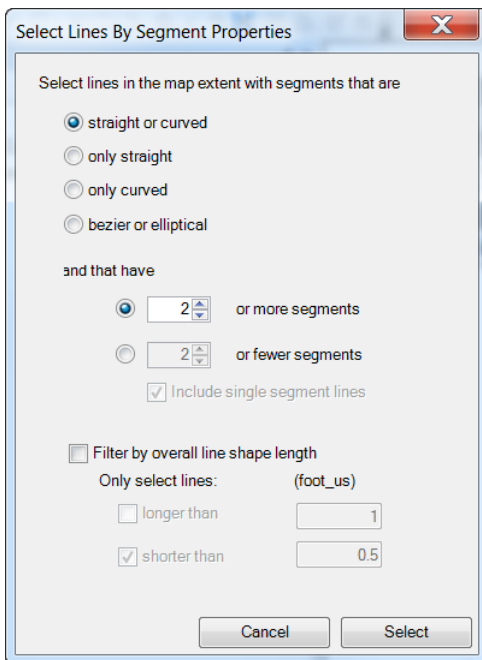 Select Lines By Segment Properties
Select lines in the map extent with segments that are
straight or curved
only straight
only curved
bezier or elliptical
and that have
2 or more segments
2 or fewer segments
Include single segment lines
Filter by overall line shape length
Only select lines: (foot_us)
longer than 1
shorter than 0.5
Cancel Select